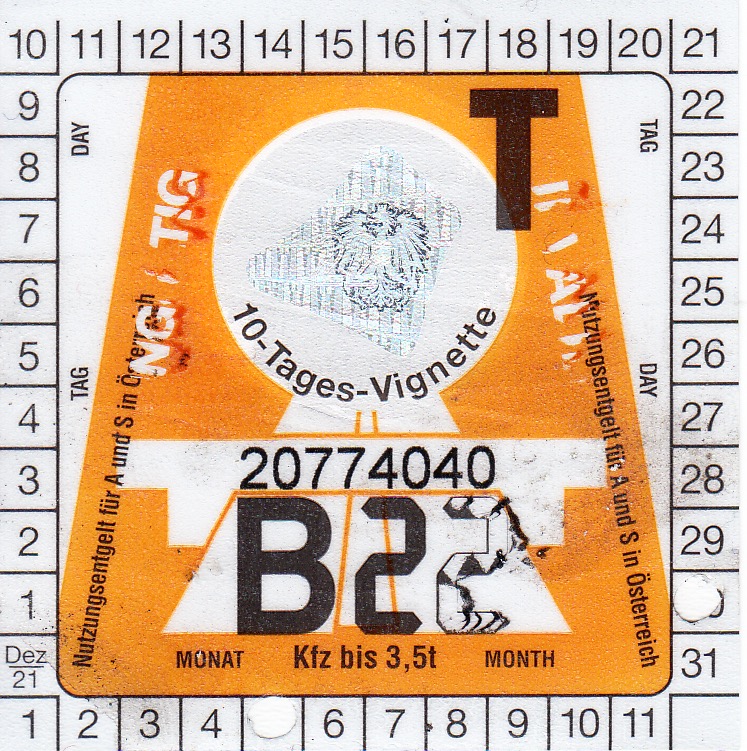 10 11 12 13 14 15 16 17 18 19 20 21
9 22
8 23
7 24
6 25
5 26
4 27
3 28
2 29
1
Dez 21 31
1 2 3 4 6 7 8 9 10 11
DAY
TAG
T
10-Tages-Vignette
TAG
DAY
Nutzungsentgelt für A und S in Österreich
Nutzungsentgelt für A und S in Österreich
20774040
B22
MONAT Kfz bis 3,5t MONTH